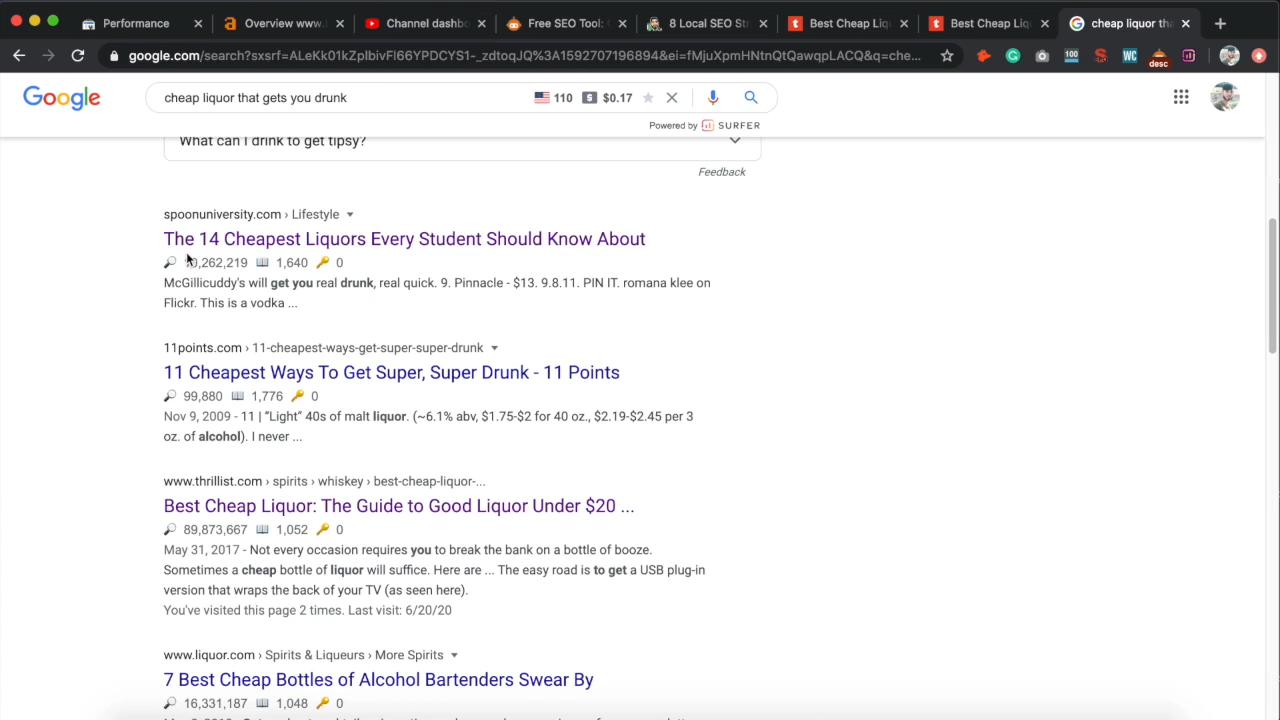 Performance
Overview www.
Channel dashbo
Free SEO Tool:
8 Local SEO St
Best Cheap Liqu
Best Cheap Liqu
cheap liquor tha
google.com/search?sxsrf=ALeKk01kZplbivFl66YPDCYS1-_zdtoqJQ%3A1592707196894&ei=fMjuXpmHNtnQtQawqpLACQ&q=che...
100
WC
desc
Google
cheap liquor that gets you drunk
110
$0.17
Powered by SURFER
What can I drink to get tipsy?
Feedback
spoonuniversity.com › Lifestyle
The 14 Cheapest Liquors Every Student Should Know About
0,262,219 1,640 0
McGillicuddy's will get you real drunk, real quick. 9. Pinnacle - $13. 9.8.11. PIN IT. romana klee on
Flickr. This is a vodka ...
11points.com › 11-cheapest-ways-get-super-super-drunk
11 Cheapest Ways To Get Super, Super Drunk - 11 Points
99,880 1,776 0
Nov 9, 2009 - 11 | “Light” 40s of malt liquor. (~6.1% abv, $1.75-$2 for 40 oz., $2.19-$2.45 per 3
oz. of alcohol). I never ...
www.thrillist.com › spirits › whiskey › best-cheap-liquor-...
Best Cheap Liquor: The Guide to Good Liquor Under $20 ...
89,873,667 1,052 0
May 31, 2017 - Not every occasion requires you to break the bank on a bottle of booze.
Sometimes a cheap bottle of liquor will suffice. Here are ... The easy road is to get a USB plug-in
version that wraps the back of your TV (as seen here).
You've visited this page 2 times. Last visit: 6/20/20
www.liquor.com › Spirits & Liqueurs › More Spirits
7 Best Cheap Bottles of Alcohol Bartenders Swear By
16,331,187 1,048 0